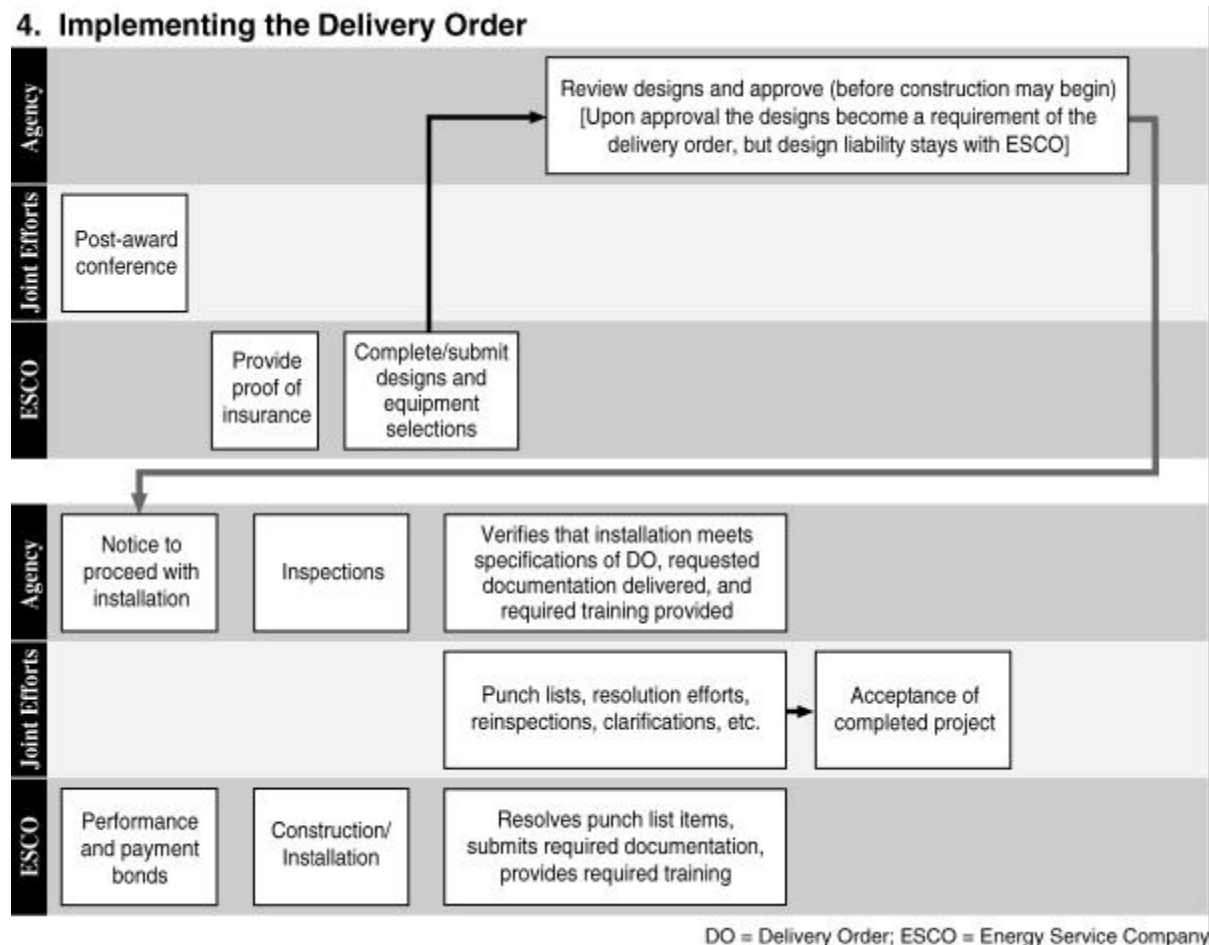 4. Implementing the Delivery Order
Agency
Review designs and approve (before construction may begin)
[Upon approval the designs become a requirement of the
delivery order, but design liability stays with ESCO]
Joint Efforts
Post-award
conference
ESCO
Provide
proof of
insurance
Complete/submit
designs and
equipment
selections
Agency
Notice to
proceed with
installation
Inspections
Verifies that installation meets
specifications of DO, requested
documentation delivered, and
required training provided
Joint Efforts
Punch lists, resolution efforts,
reinspections, clarifications, etc.
Acceptance of
completed project
ESCO
Performance
and payment
bonds
Construction/
Installation
Resolves punch list items,
submits required documentation,
provides required training
DO = Delivery Order; ESCO = Energy Service Company